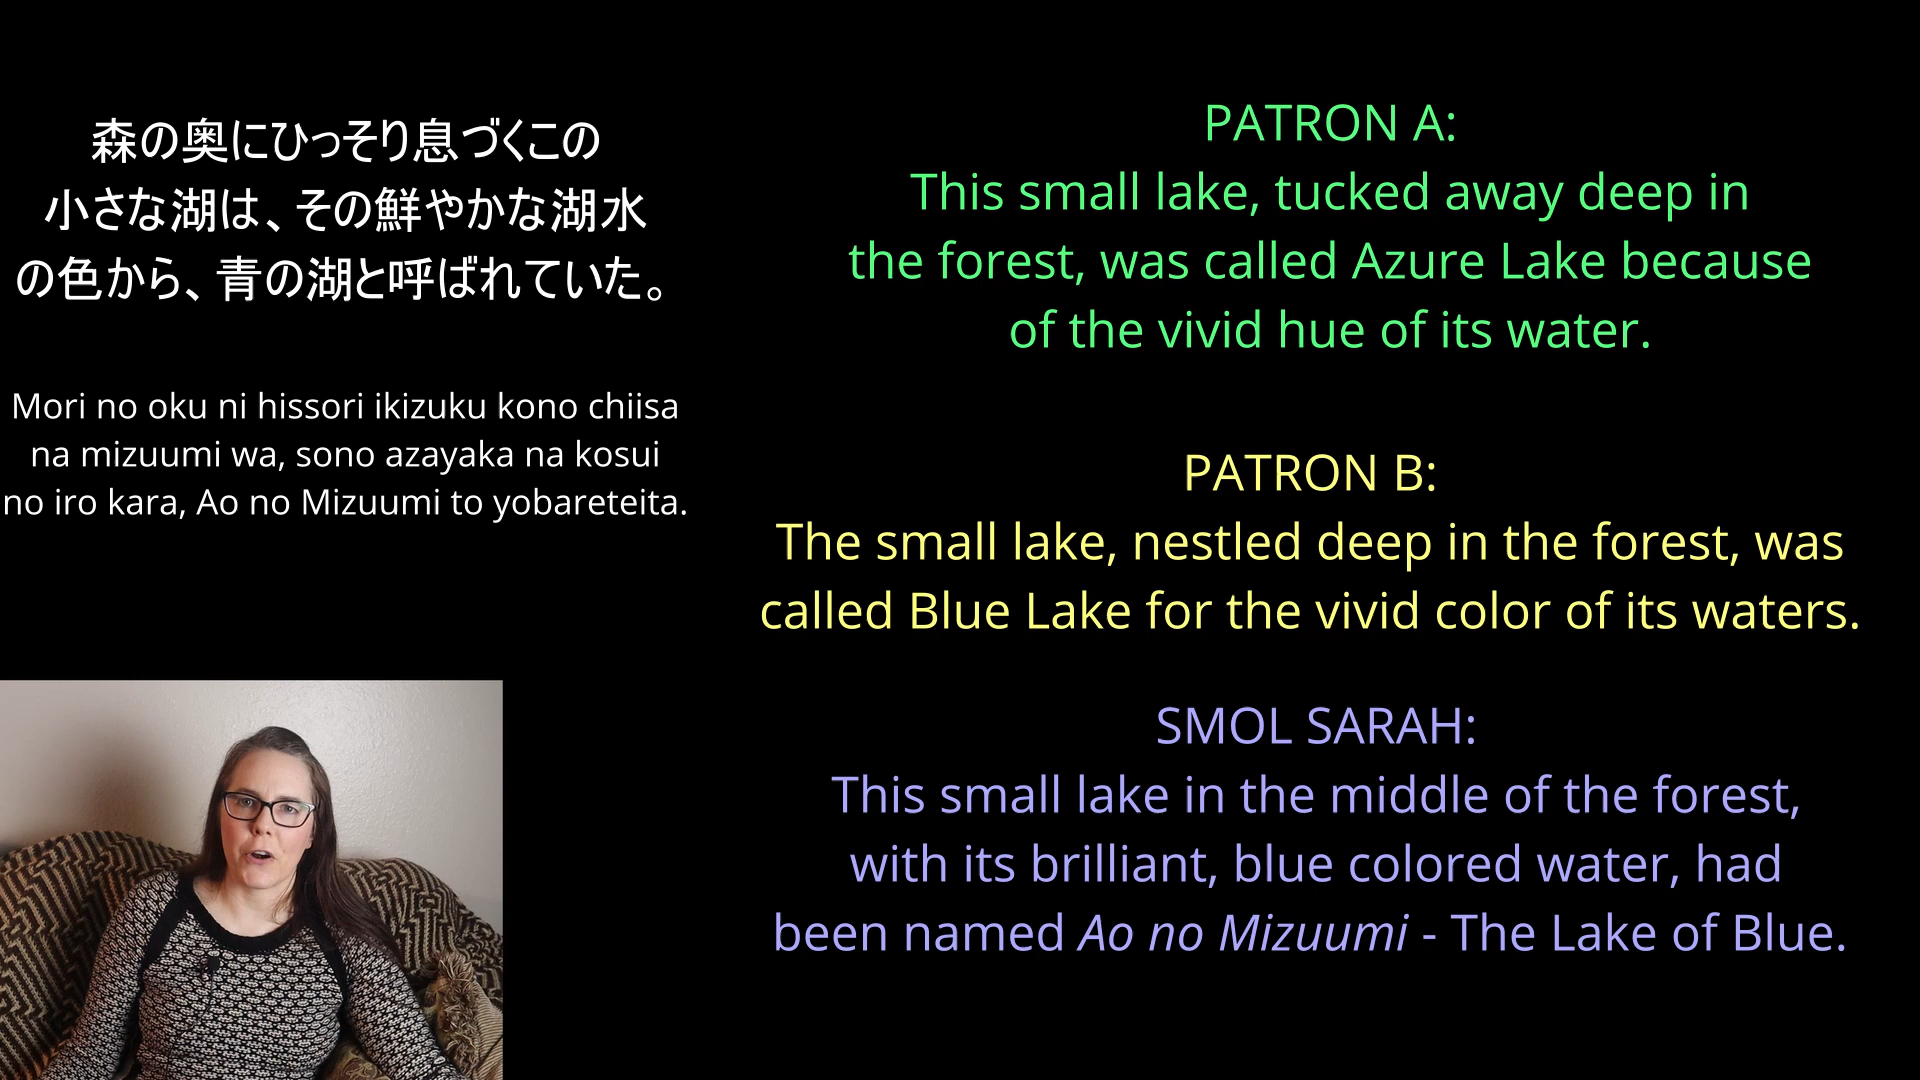 森の奥にひっそり息づくこの
小さな湖は、その鮮やかな湖水
の色から、青の湖と呼ばれていた。
Mori no oku ni hissori ikizuku kono chiisa
na mizuumi wa, sono azayaka na kosui
no iro kara, Ao no Mizuumi to yobareteita.
PATRON A:
This small lake, tucked away deep in
the forest, was called Azure Lake because
of the vivid hue of its water.
PATRON B:
The small lake, nestled deep in the forest, was
called Blue Lake for the vivid color of its waters.
SMOL SARAH:
This small lake in the middle of the forest,
with its brilliant, blue colored water, had
been named Ao no Mizuumi - The Lake of Blue.